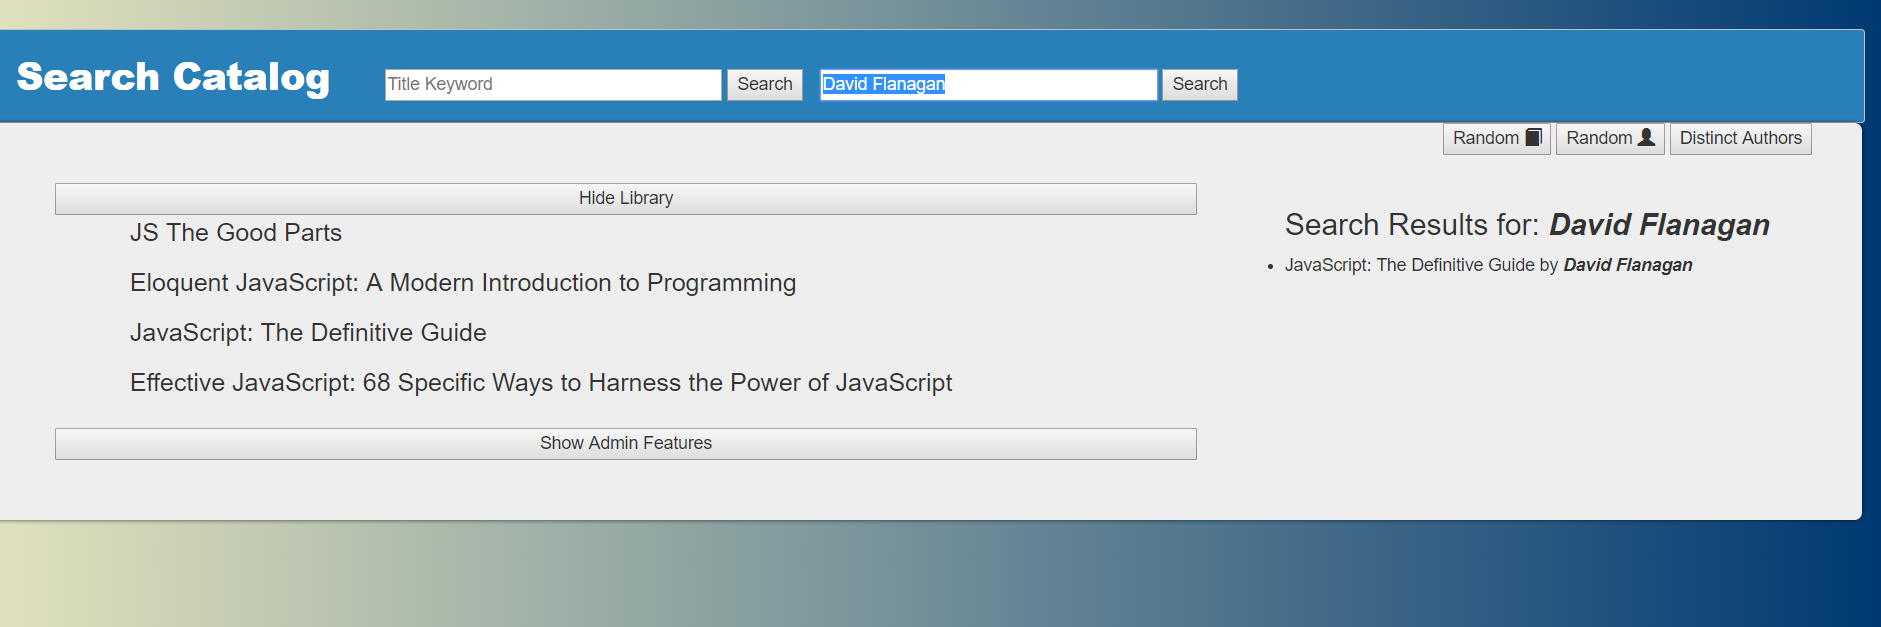 Search Catalog
Title Keyword Search David Flanagan Search
Random Random Distinct Authors
Hide Library
JS The Good Parts
Eloquent JavaScript: A Modern Introduction to Programming
JavaScript: The Definitive Guide
Effective JavaScript: 68 Specific Ways to Harness the Power of JavaScript
Show Admin Features
Search Results for: David Flanagan
JavaScript: The Definitive Guide by David Flanagan